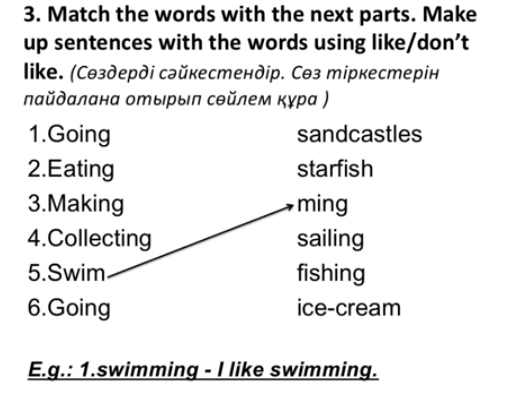 3. Match the words with the next parts. Make
up sentences with the words using like/don't
like. (Сөздерді сәйкестендір. Сөз тіркестерін
пайдалана отырып сөйлем құра )
1.Going sandcastles
2.Eating starfish
3.Making ming
4.Collecting sailing
5.Swim fishing
6.Going ice-cream
E.g.: 1.swimming - I like swimming.